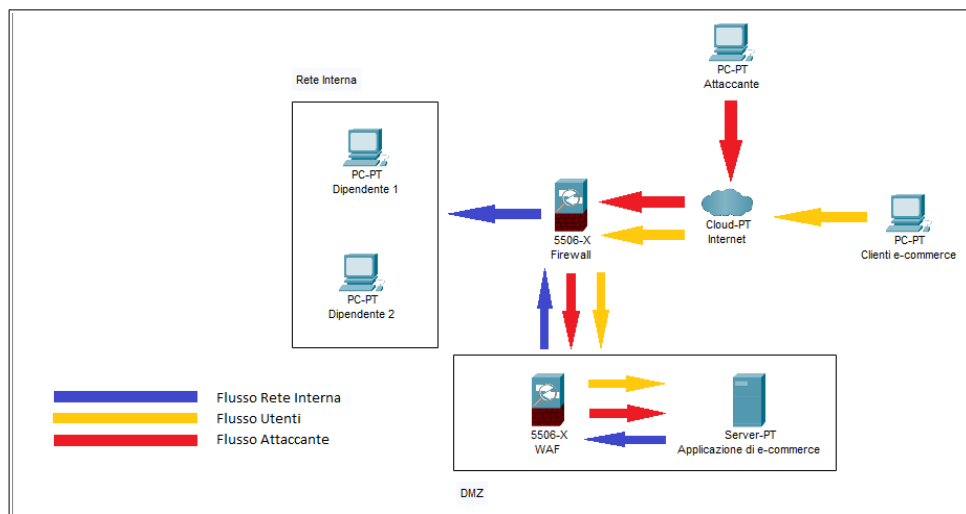 PC-PT
Attaccante
Rete Interna
PC-PT
Dipendente 1
5506-X
Firewall
Cloud-PT
Internet
PC-PT
Clienti e-commerce
PC-PT
Dipendente 2
Flusso Rete Interna
Flusso Utenti
Flusso Attaccante
5506-X
WAF
Server-PT
Applicazione di e-commerce
DMZ